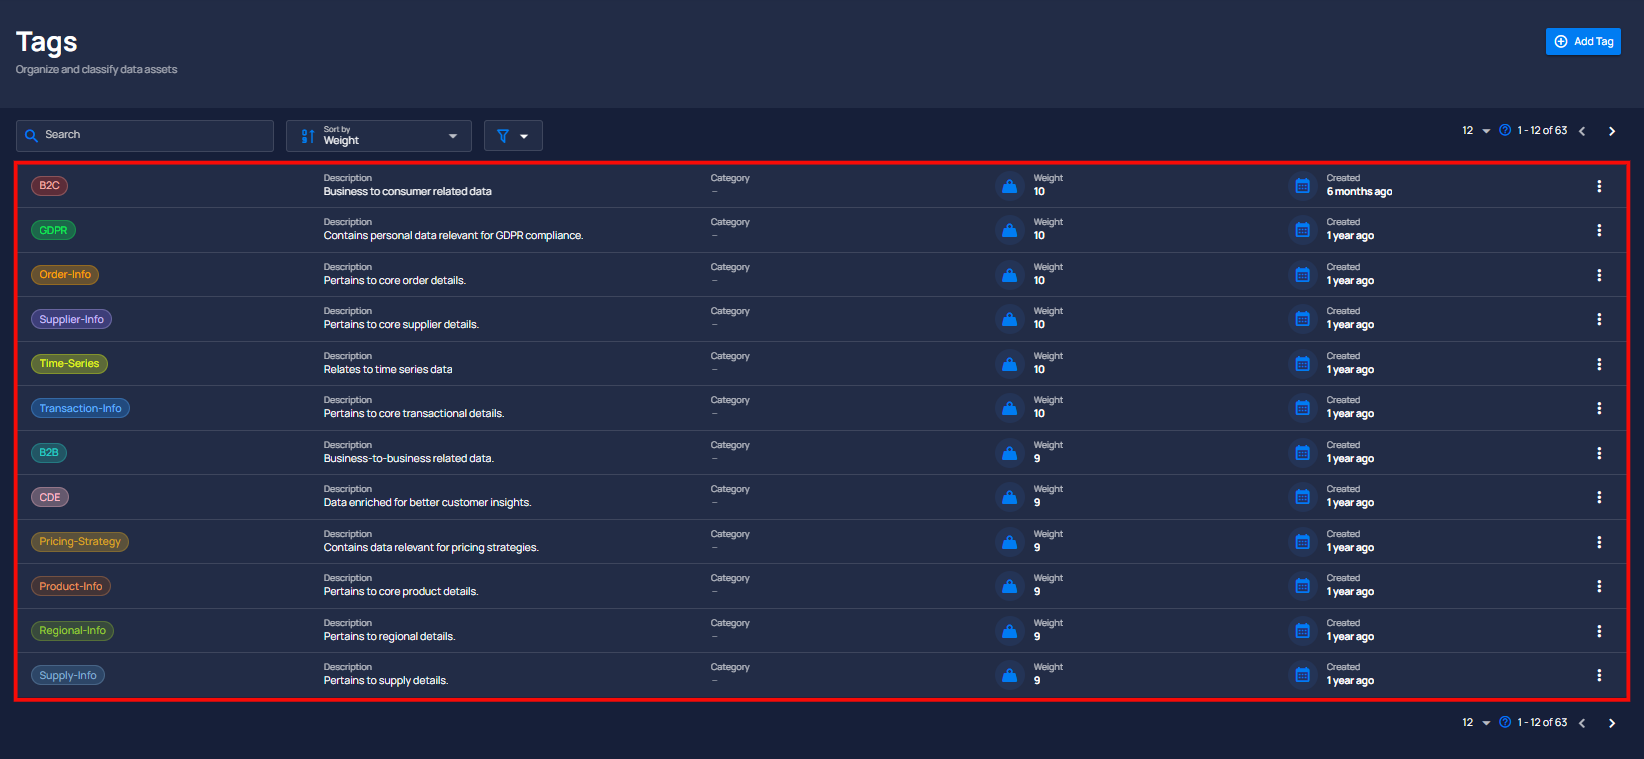 Tags
Organize and classify data assets
Add Tag
Search
Sort by
Weight
12 1 - 12 of 63
B2C
Description
Business to consumer related data
Category
–
Weight
10
Created
6 months ago
GDPR
Description
Contains personal data relevant for GDPR compliance.
Category
–
Weight
10
Created
1 year ago
Order-Info
Description
Pertains to core order details.
Category
–
Weight
10
Created
1 year ago
Supplier-Info
Description
Pertains to core supplier details.
Category
–
Weight
10
Created
1 year ago
Time-Series
Description
Relates to time series data
Category
–
Weight
10
Created
1 year ago
Transaction-Info
Description
Pertains to core transactional details.
Category
–
Weight
10
Created
1 year ago
B2B
Description
Business-to-business related data.
Category
–
Weight
9
Created
1 year ago
CDE
Description
Data enriched for better customer insights.
Category
–
Weight
9
Created
1 year ago
Pricing-Strategy
Description
Contains data relevant for pricing strategies.
Category
–
Weight
9
Created
1 year ago
Product-Info
Description
Pertains to core product details.
Category
–
Weight
9
Created
1 year ago
Regional-Info
Description
Pertains to regional details.
Category
–
Weight
9
Created
1 year ago
Supply-Info
Description
Pertains to supply details.
Category
–
Weight
9
Created
1 year ago
12 1 - 12 of 63